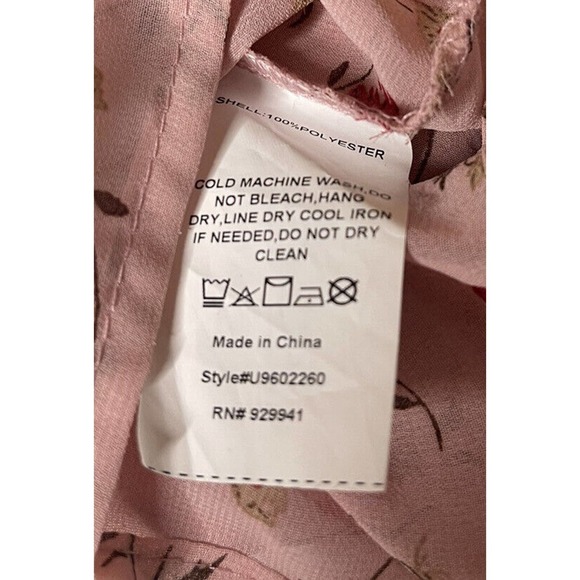 SHELL:100%POLYESTER
COLD MACHINE WASH,DO
NOT BLEACH,HANG
DRY,LINE DRY COOL IRON
IF NEEDED,DO NOT DRY
CLEAN
Made in China
Style#U9602260
RN# 929941